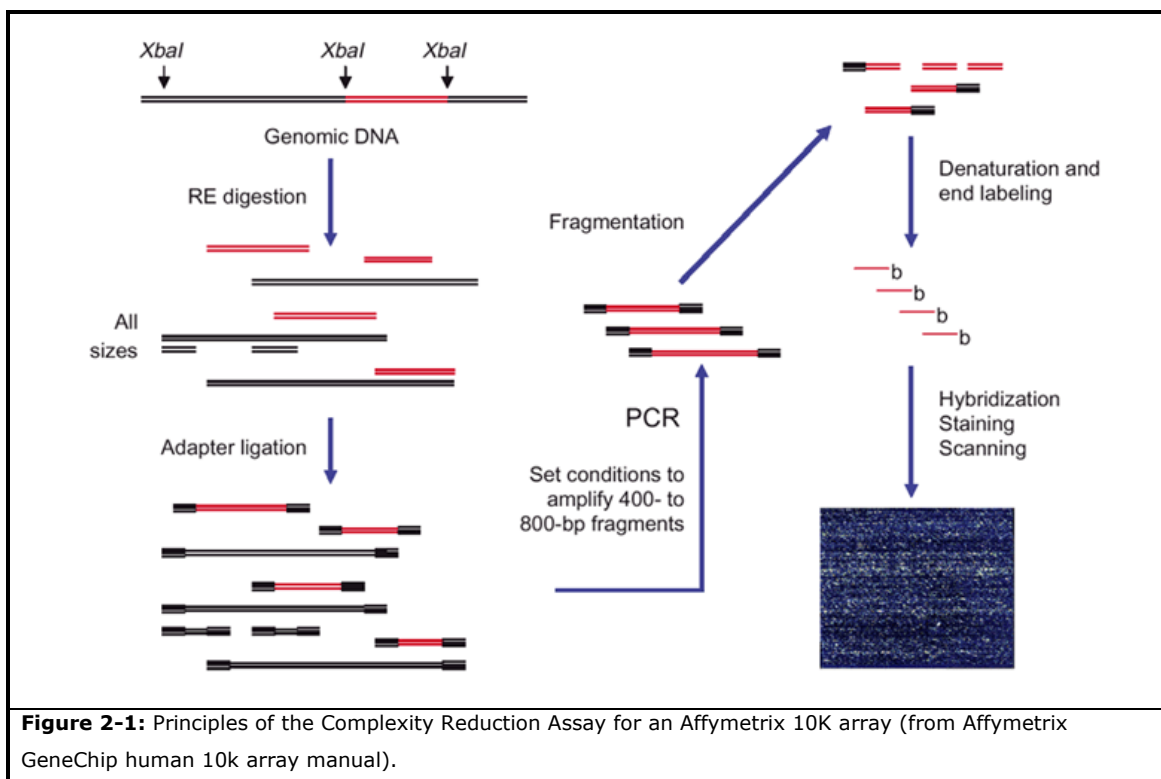 XbaI XbaI XbaI
Genomic DNA
RE digestion
All
sizes
Adapter ligation
PCR
Set conditions to
amplify 400- to
800-bp fragments
Fragmentation
Denaturation and
end labeling
b
b
b
b
Hybridization
Staining
Scanning
Figure 2-1: Principles of the Complexity Reduction Assay for an Affymetrix 10K array (from Affymetrix
GeneChip human 10k array manual).